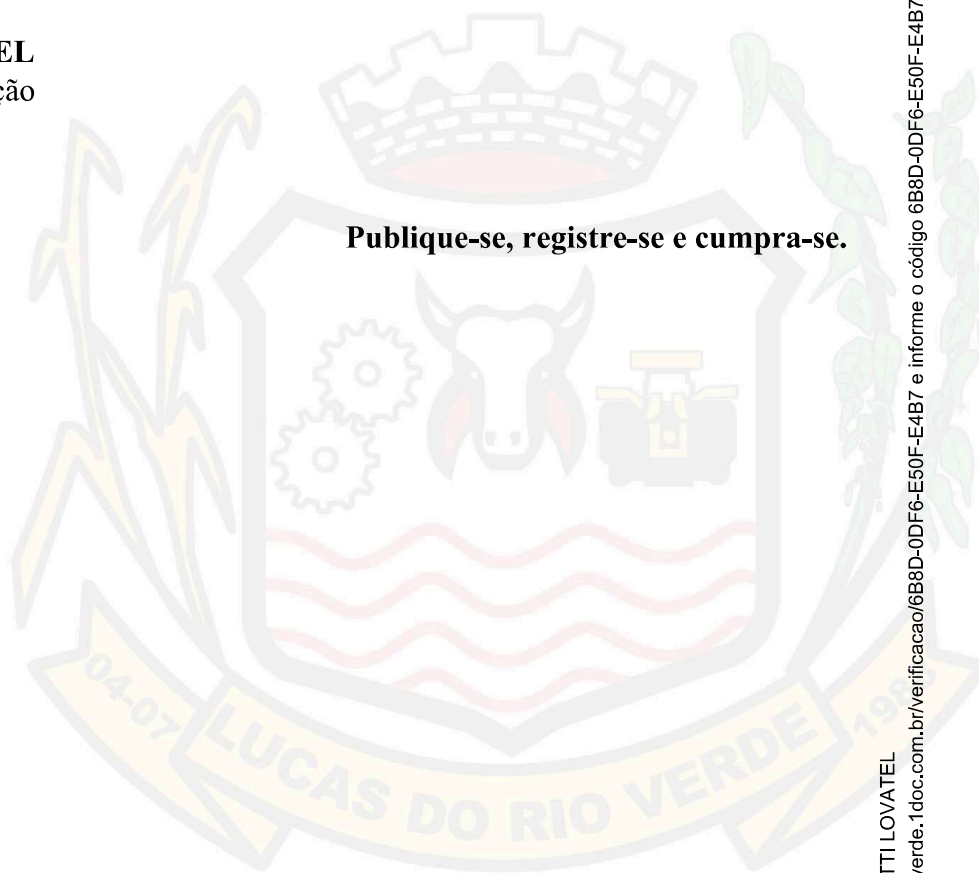 EL
ção
Publique-se, registre-se e cumpra-se.
04-07
LUCAS DO RIO VERDE
1988
TTI LOVATEL
verde.1doc.com.br/verificacao/6B8D-0DF6-E50F-E4B7 e informe o código 6B8D-0DF6-E50F-E4B7